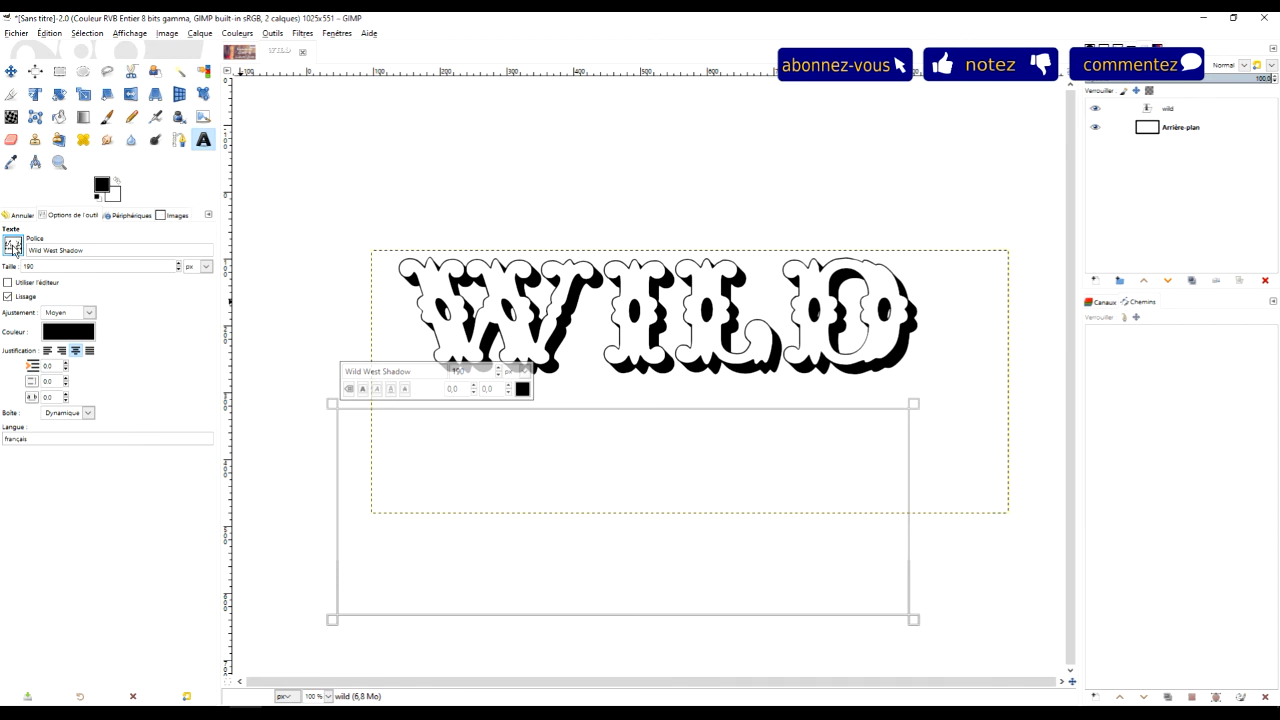 *[Sans titre]-2.0 (Couleur RVB Entier 8 bits gamma, GIMP built-in sRGB, 2 calques) 1025x551 – GIMP
Fichier Édition Sélection Affichage Image Calque Couleurs Outils Filtres Fenêtres Aide
abonnez-vous notez commentez
Normal
100,0
Verrouiller :
wild
Arrière-plan
Annuler Options de l'outil Périphériques Images
Texte
Police
Wild West Shadow
Taille : 190 px
Utiliser l'éditeur
Lissage
Ajustement : Moyen
Couleur :
Justification :
0.0
0.0
0.0
Boîte : Dynamique
Langue :
français
WILD
Wild West Shadow 190 px
0,0 0,0
Canaux Chemins
Verrouiller :
px 100 % wild (6,8 Mo)